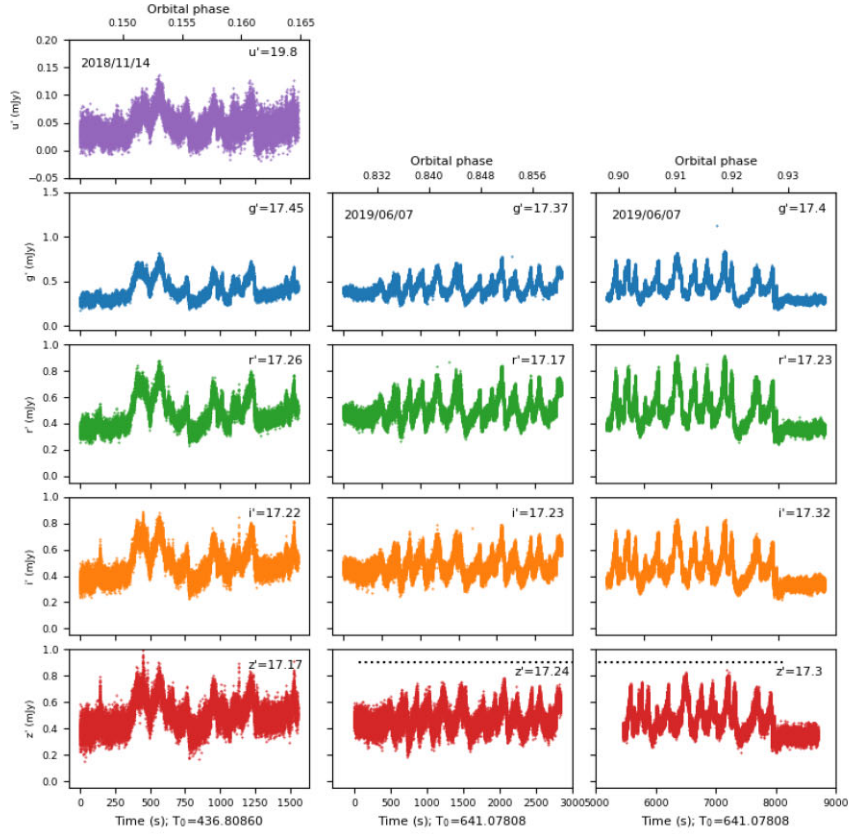 Orbital phase
0.150 0.155 0.160 0.165
0.20
0.15
0.10
0.05
0.00
−0.05
u' (mJy)
2018/11/14
u'=19.8
0 250 500 750 1000 1250 1500
Orbital phase
0.832 0.840 0.848 0.856
Orbital phase
0.90 0.91 0.92 0.93
1.5
1.0
0.5
0.0
g' (mJy)
g'=17.45
2019/06/07
g'=17.37
2019/06/07
g'=17.4
1.0
0.8
0.6
0.4
0.2
0.0
r' (mJy)
r'=17.26
r'=17.17
r'=17.23
1.0
0.8
0.6
0.4
0.2
0.0
i' (mJy)
i'=17.22
i'=17.23
i'=17.32
1.0
0.8
0.6
0.4
0.2
0.0
z' (mJy)
z'=17.17
z'=17.24
z'=17.3
0 250 500 750 1000 1250 1500
0 500 1000 1500 2000 2500 3000
5000 6000 7000 8000 9000
Time (s); T0=436.80860
Time (s); T0=641.07808
Time (s); T0=641.07808